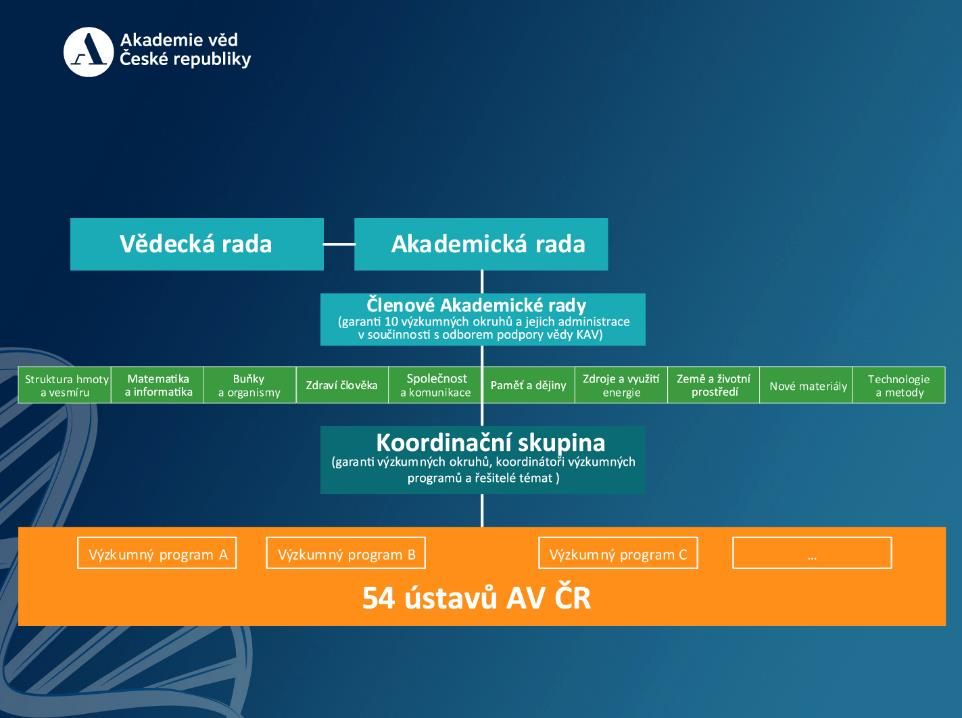 Akademie věd
České republiky
Vědecká rada
Akademická rada
Členové Akademické rady
(garanti 10 výzkumných okruhů a jejich administrace
v součinnosti s odborem podpory vědy KAV)
Struktura hmoty
a vesmíru
Matematika
a informatika
Buňky
a organismy
Zdraví člověka
Společnost
a komunikace
Paměť a dějiny
Zdroje a využití
energie
Země a životní
prostředí
Nové materiály
Technologie
a metody
Koordinační skupina
(garanti výzkumných okruhů, koordinátoři výzkumných
programů a řešitelé témat )
Výzkumný program A
Výzkumný program B
Výzkumný program C
...
54 ústavů AV ČR